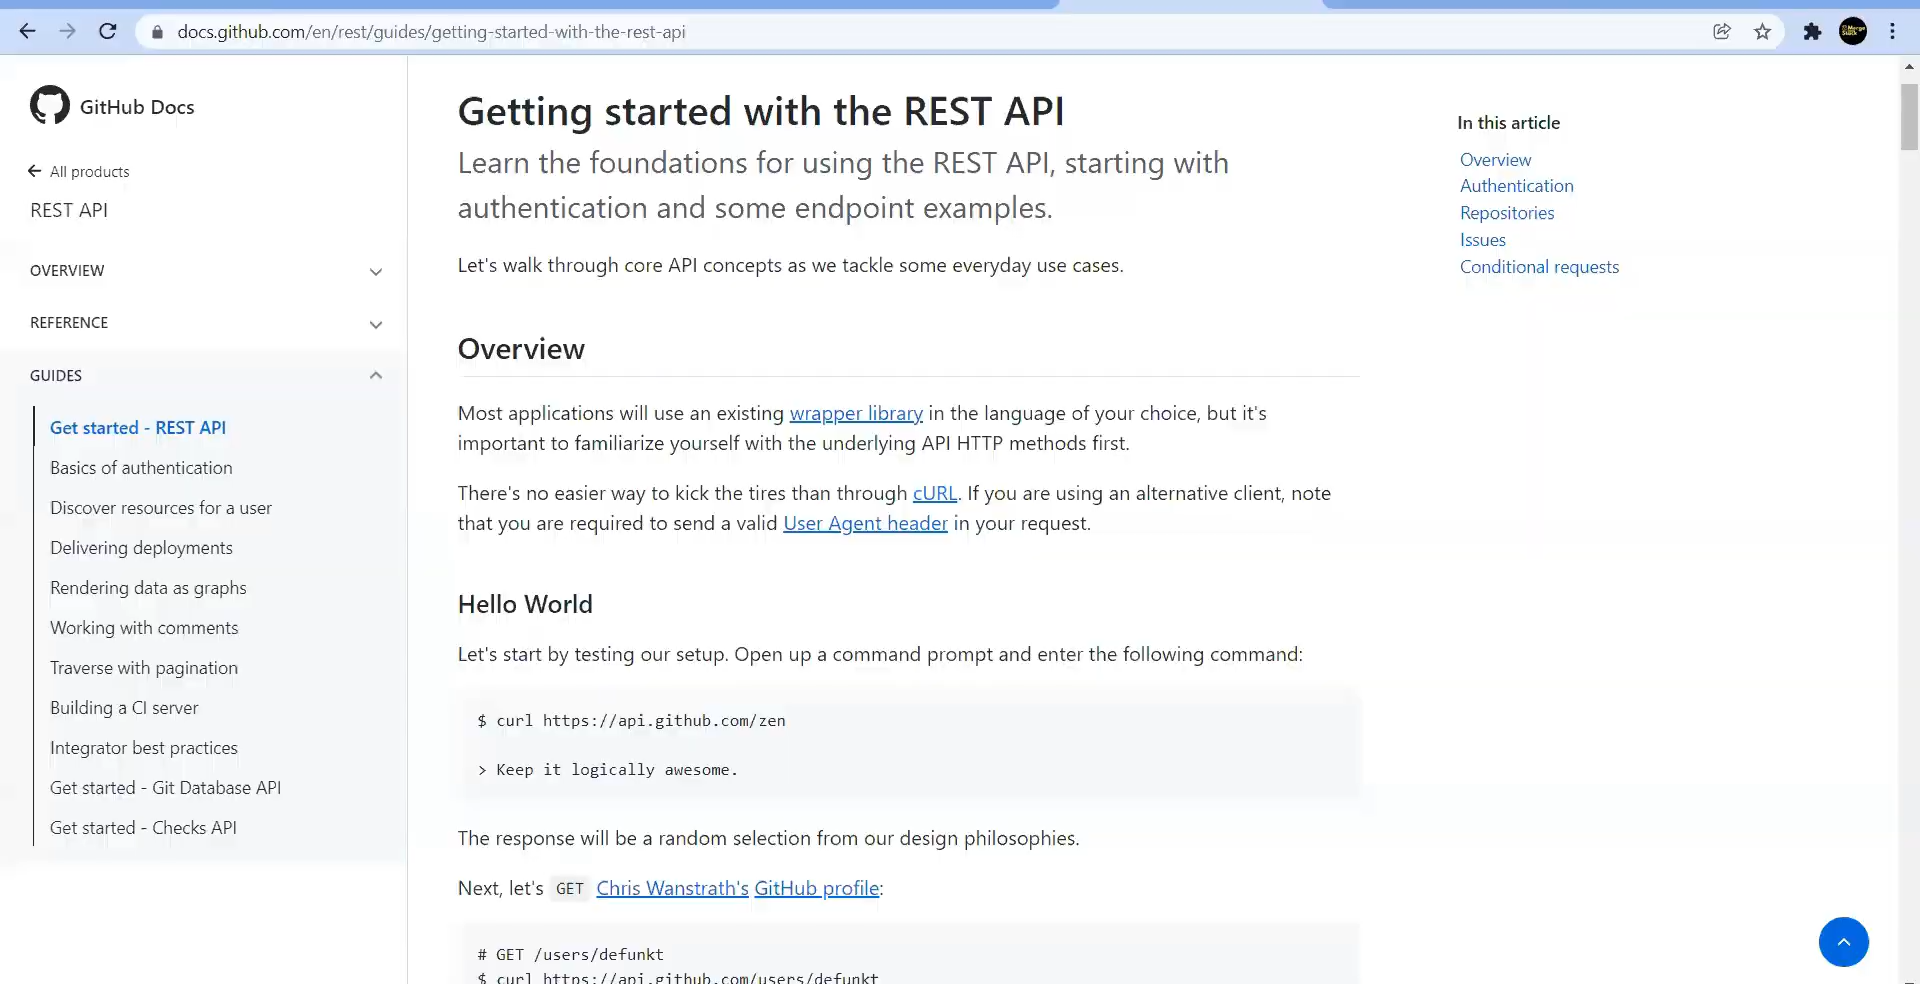 docs.github.com/en/rest/guides/getting-started-with-the-rest-api
GitHub Docs
All products
REST API
OVERVIEW
REFERENCE
GUIDES
Get started - REST API
Basics of authentication
Discover resources for a user
Delivering deployments
Rendering data as graphs
Working with comments
Traverse with pagination
Building a CI server
Integrator best practices
Get started - Git Database API
Get started - Checks API
Getting started with the REST API
Learn the foundations for using the REST API, starting with
authentication and some endpoint examples.
Let's walk through core API concepts as we tackle some everyday use cases.
Overview
Most applications will use an existing wrapper library in the language of your choice, but it's
important to familiarize yourself with the underlying API HTTP methods first.
There's no easier way to kick the tires than through cURL. If you are using an alternative client, note
that you are required to send a valid User Agent header in your request.
Hello World
Let's start by testing our setup. Open up a command prompt and enter the following command:
$ curl https://api.github.com/zen
> Keep it logically awesome.
The response will be a random selection from our design philosophies.
Next, let's GET Chris Wanstrath's GitHub profile:
# GET /users/defunkt
$ curl https://api.github.com/users/defunkt
In this article
Overview
Authentication
Repositories
Issues
Conditional requests